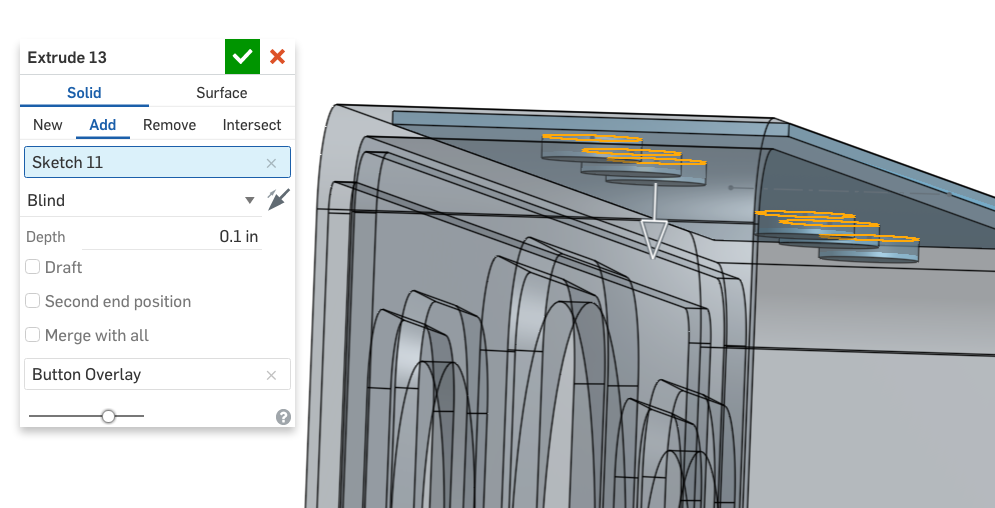 Extrude 13
Solid Surface
New Add Remove Intersect
Sketch 11
Blind
Depth 0.1 in
Draft
Second end position
Merge with all
Button Overlay
?